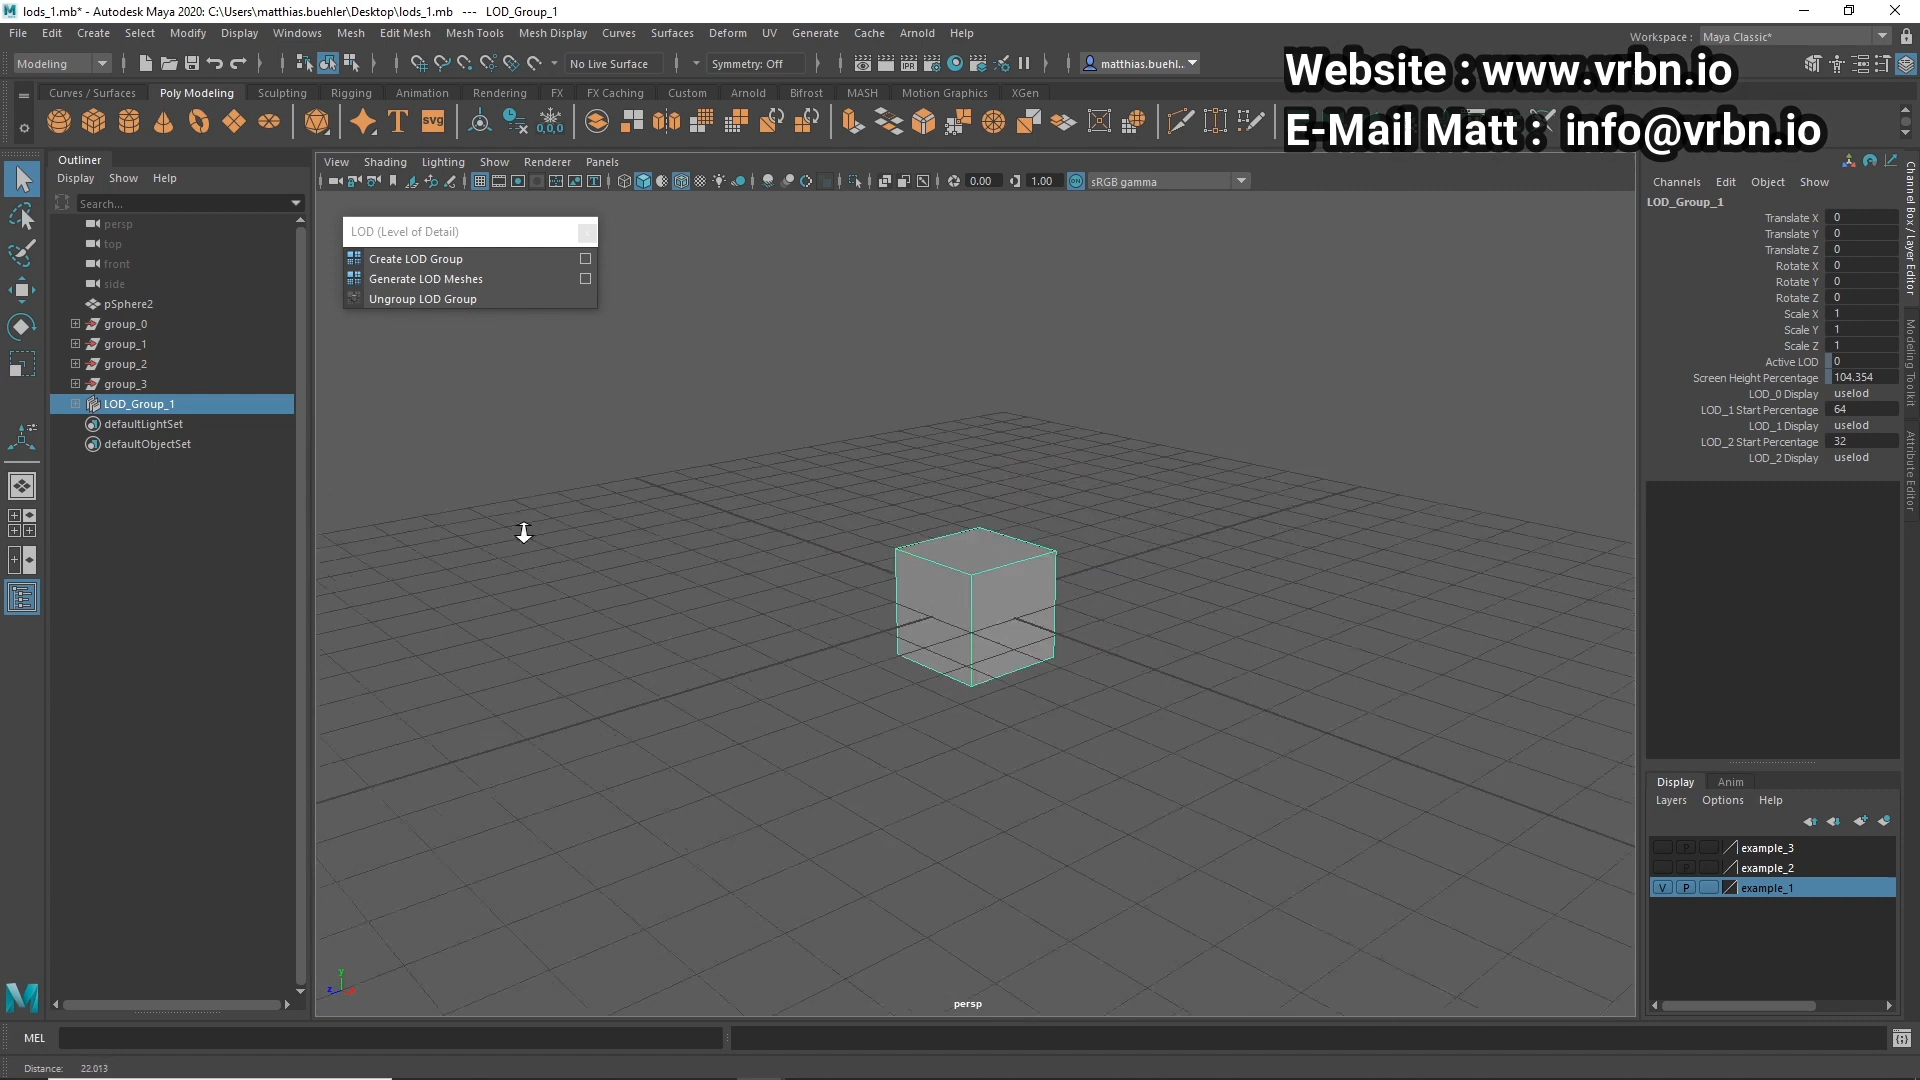 lods_1.mb* - Autodesk Maya 2020: C:\Users\matthias.buehler\Desktop\lods_1.mb   ---   LOD_Group_1
File Edit Create Select Modify Display Windows Mesh Edit Mesh Mesh Tools Mesh Display Curves Surfaces Deform UV Generate Cache Arnold Help
Workspace : Maya Classic*
Modeling No Live Surface Symmetry: Off matthias.buehl..
Website : www.vrbn.io
E-Mail Matt : info@vrbn.io
Curves / Surfaces Poly Modeling Sculpting Rigging Animation Rendering FX FX Caching Custom Arnold Bifrost MASH Motion Graphics XGen
T svg
Outliner
Display Show Help
Search...
persp
top
front
side
pSphere2
group_0
group_1
group_2
group_3
LOD_Group_1
defaultLightSet
defaultObjectSet
View Shading Lighting Show Renderer Panels
0.00 1.00 sRGB gamma
LOD (Level of Detail)
Create LOD Group
Generate LOD Meshes
Ungroup LOD Group
y
z
persp
Channels Edit Object Show
LOD_Group_1
Translate X 0
Translate Y 0
Translate Z 0
Rotate X 0
Rotate Y 0
Rotate Z 0
Scale X 1
Scale Y 1
Scale Z 1
Active LOD 0
Screen Height Percentage 104.354
LOD_0 Display uselod
LOD_1 Start Percentage 64
LOD_1 Display uselod
LOD_2 Start Percentage 32
LOD_2 Display uselod
Channel Box / Layer Editor
Modeling Toolkit
Attribute Editor
Display Anim
Layers Options Help
P example_3
P example_2
V P example_1
MEL
Distance: 22.013